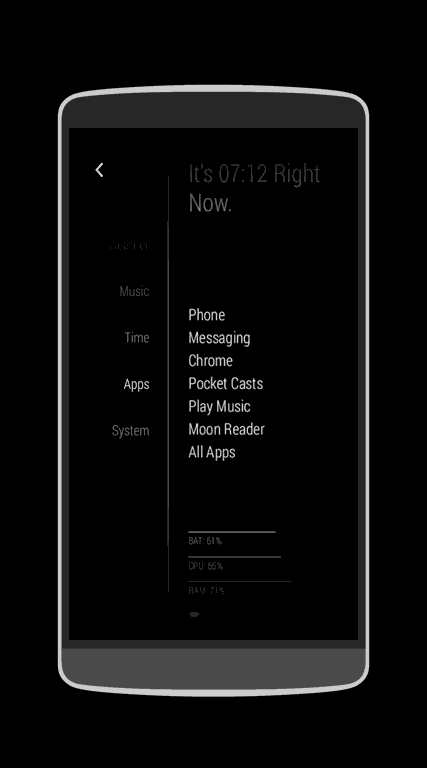 It's 07:12 Right
Now.
Music
Time
Apps
System
Phone
Messaging
Chrome
Pocket Casts
Play Music
Moon Reader
All Apps
BAT: 61%
CPU: 65%
RAM: 71%